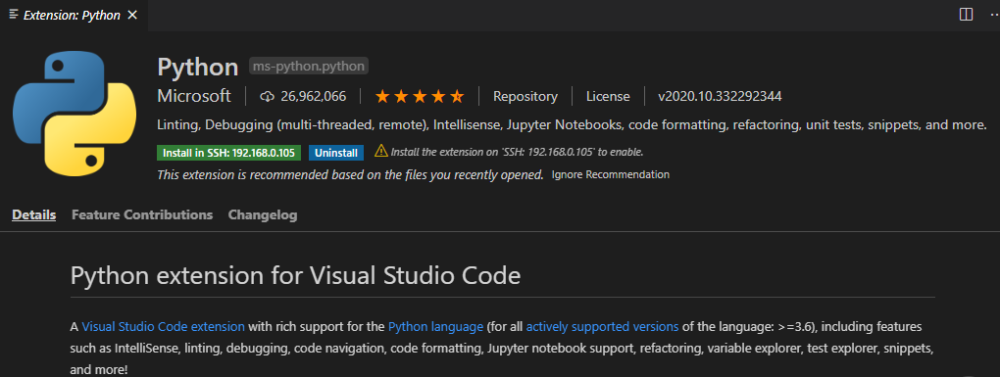 Extension: Python
Python ms-python.python
Microsoft 26,962,066 Repository License v2020.10.332292344
Linting, Debugging (multi-threaded, remote), Intellisense, Jupyter Notebooks, code formatting, refactoring, unit tests, snippets, and more.
Install in SSH: 192.168.0.105 Uninstall Install the extension on 'SSH: 192.168.0.105' to enable.
This extension is recommended based on the files you recently opened. Ignore Recommendation
Details Feature Contributions Changelog
Python extension for Visual Studio Code
A Visual Studio Code extension with rich support for the Python language (for all actively supported versions of the language: >=3.6), including features
such as IntelliSense, linting, debugging, code navigation, code formatting, Jupyter notebook support, refactoring, variable explorer, test explorer, snippets,
and more!